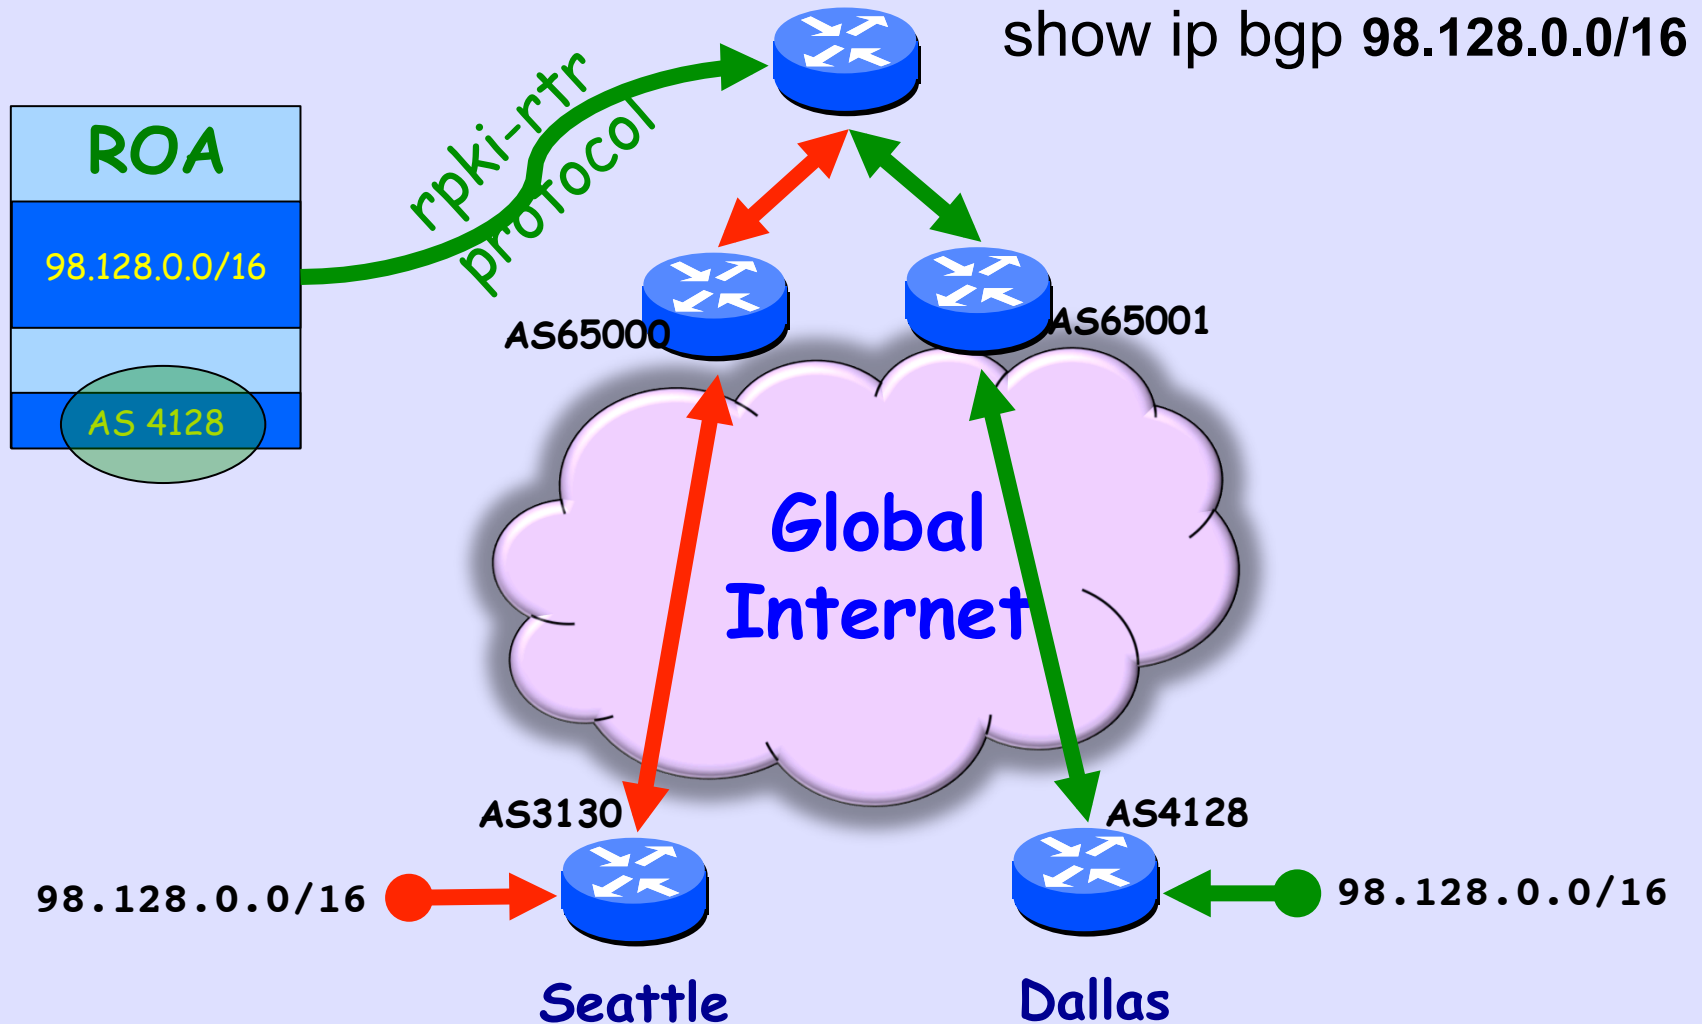 show ip bgp 98.128.0.0/16
ROA
rpki-rtr
protocol
98.128.0.0/16
AS65000
AS65001
AS 4128
Global
Internet
AS3130
AS4128
98.128.0.0/16
98.128.0.0/16
Seattle
Dallas